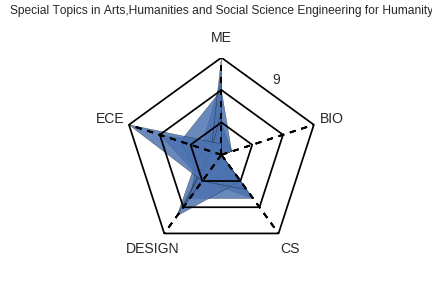 Special Topics in Arts,Humanities and Social Science Engineering for Humanity
ME
9
ECE
BIO
DESIGN
CS